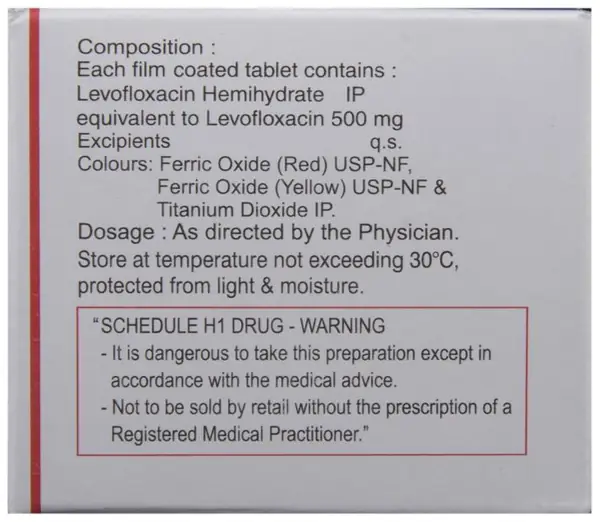 Composition :
Each film coated tablet contains :
Levofloxacin Hemihydrate IP
equivalent to Levofloxacin 500 mg
Excipients q.s.
Colours: Ferric Oxide (Red) USP-NF,
Ferric Oxide (Yellow) USP-NF &
Titanium Dioxide IP.
Dosage : As directed by the Physician.
Store at temperature not exceeding 30°C,
protected from light & moisture.
“SCHEDULE H1 DRUG - WARNING
- It is dangerous to take this preparation except in
accordance with the medical advice.
- Not to be sold by retail without the prescription of a
Registered Medical Practitioner.”